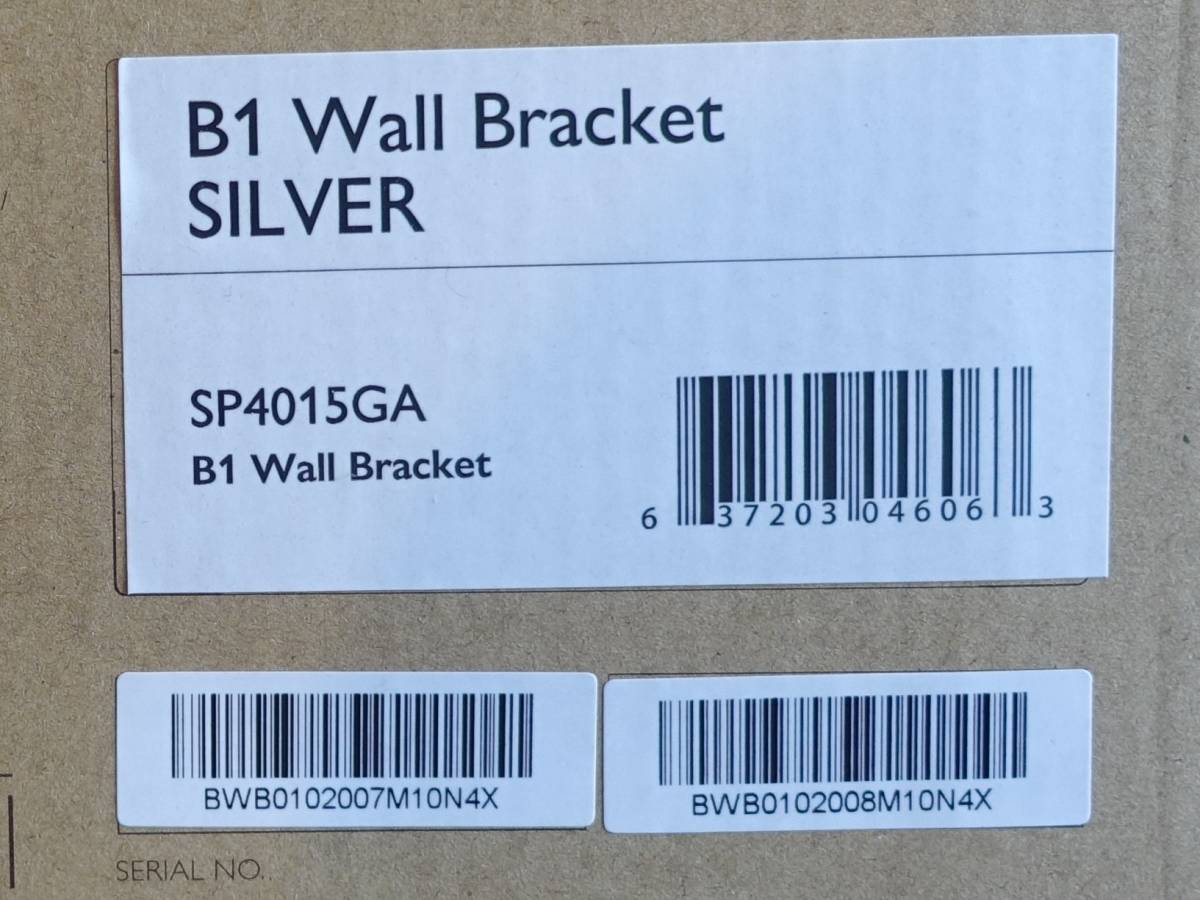 B1 Wall Bracket
SILVER
SP4015GA
B1 Wall Bracket
6 37203 04606 3
BWB0102007M10N4X
BWB0102008M10N4X
SERIAL NO..